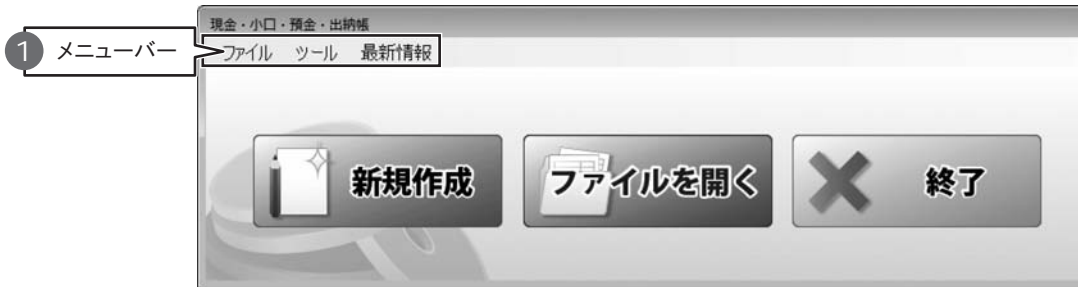 現金・小口・預金・出納帳
1 メニューバー
ファイル ツール 最新情報
新規作成 ファイルを開く 終了